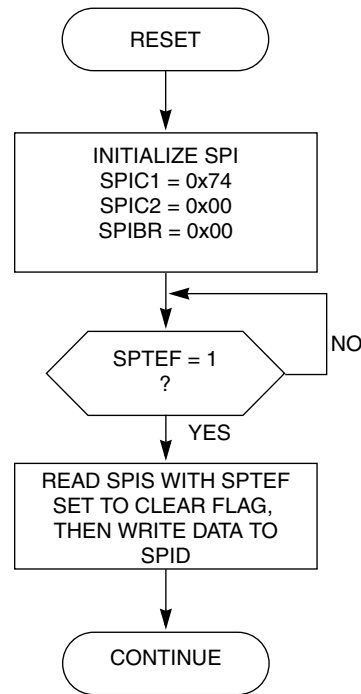 RESET
INITIALIZE SPI
SPIC1 = 0x74
SPIC2 = 0x00
SPIBR = 0x00
SPTEF = 1
?
NO
YES
READ SPIS WITH SPTEF
SET TO CLEAR FLAG,
THEN WRITE DATA TO
SPID
CONTINUE